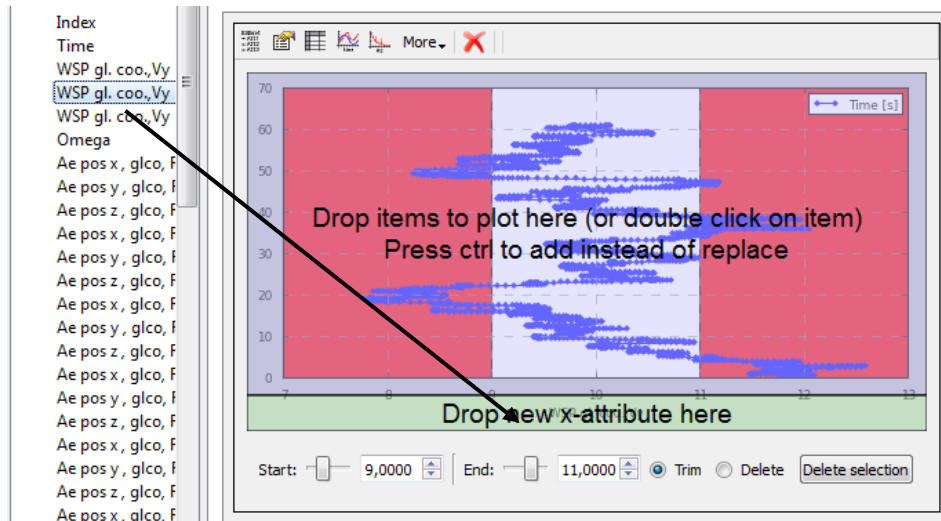 Index
Time
WSP gl. coo.,Vy
WSP gl. coo.,Vy
WSP gl. coo.,Vy
Omega
Ae pos x , glco, F
Ae pos y , glco, F
Ae pos z , glco, F
Ae pos x , glco, F
Ae pos y , glco, F
Ae pos z , glco, F
Ae pos x , glco, F
Ae pos y , glco, F
Ae pos z , glco, F
Ae pos x , glco, F
Ae pos y , glco, F
Ae pos z , glco, F
Ae pos x , glco, F
Ae pos y , glco, F
Ae pos z , glco, F
Ae pos x , glco, F
More
70
60
50
40
30
20
10
0
Time [s]
Drop items to plot here (or double click on item)
Press ctrl to add instead of replace
7 8 9 10 11 12 13
Drop new x-attribute here
Start: 9,0000 End: 11,0000 Trim Delete Delete selection